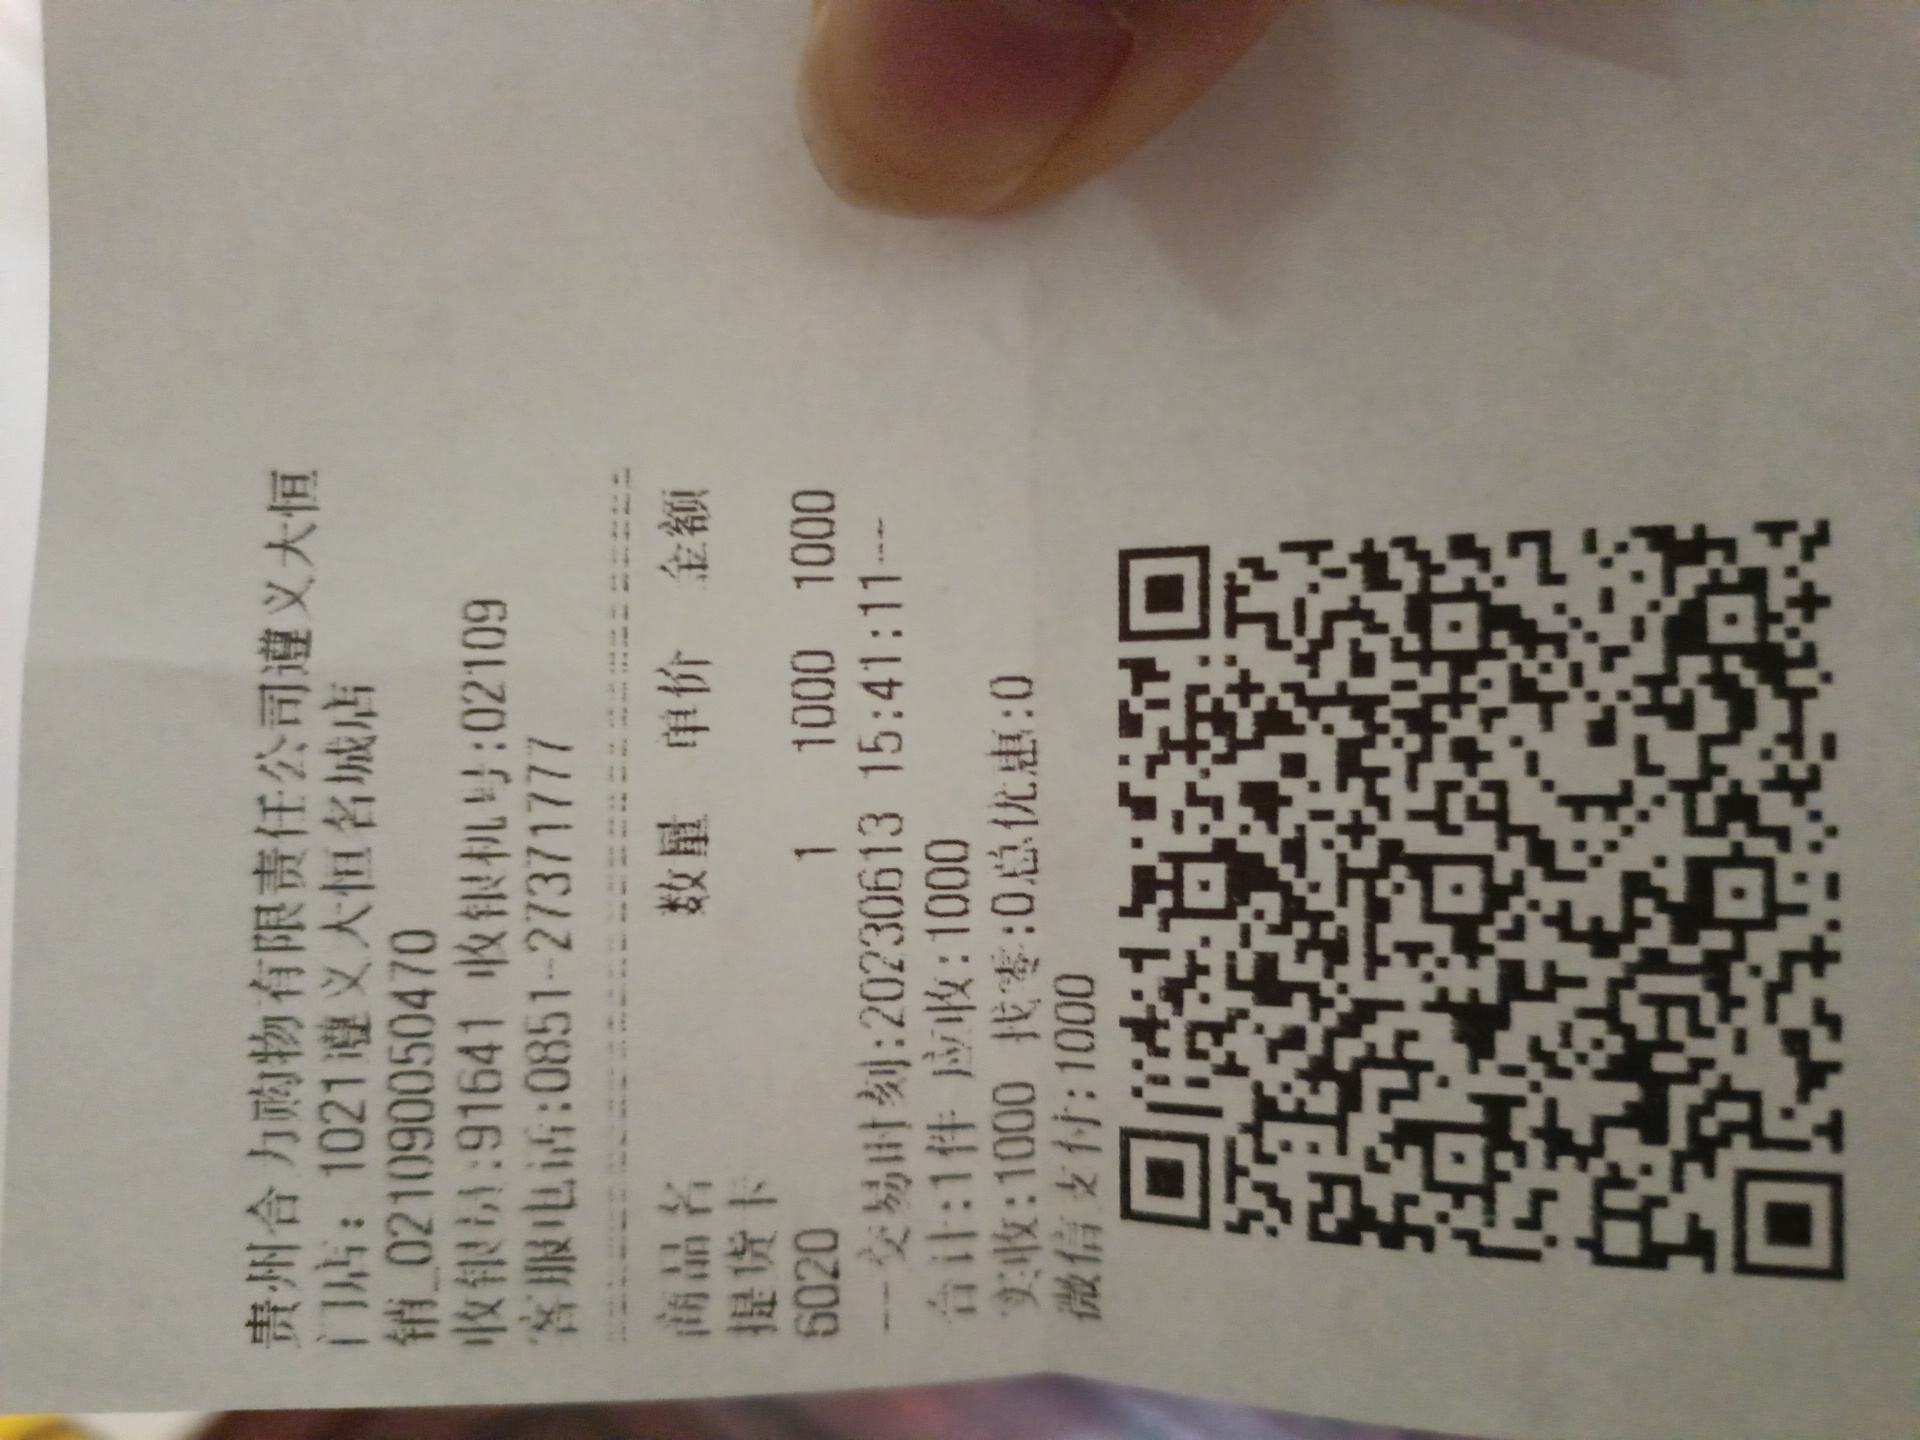 贵州合力购物有限责任公司遵义大恒
门店: 1021遵义大恒名城店
销_021090050470
收银员:91641 收银机号:02109
客服电话:0851-27371777
商品名 数量 单价 金额
提货卡
6020 1 1000 1000
---交易时刻:20230613 15:41:11---
合计:1件 应收:1000
实收:1000 找零:0总优惠:0
微信支付:1000